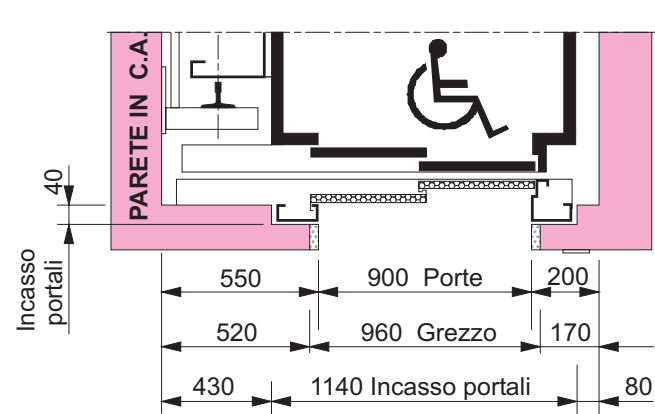 PARETE IN C.A.
40
Incasso
portali
550
900 Porte
200
520
960 Grezzo
170
430
1140 Incasso portali
80